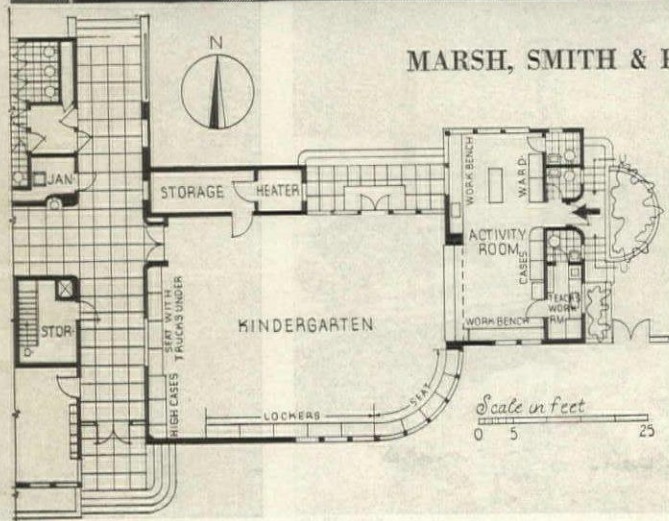 MARSH, SMITH &
N
JAN.
STORAGE
HEATER
WORK BENCH
WARD.
ACTIVITY
ROOM
CASES
TEACH'S
WORK
RM.
WORK BENCH
STOR.
SEAT WITH
TRUCKS UNDER
HIGH CASES
KINDERGARTEN
LOCKERS
SEAT
Scale in feet
0 5 25